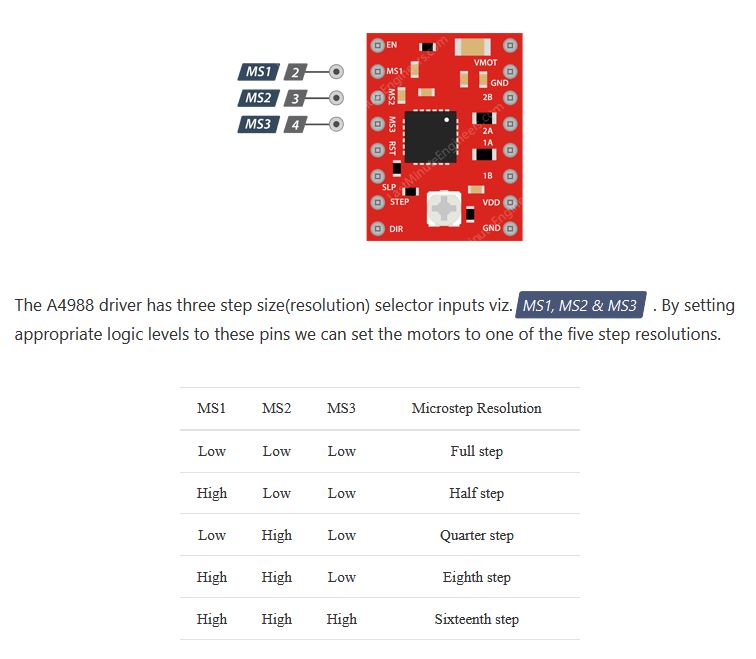 EN
VMOT
MS1 2
MS1
GND
MS2 3
MS2
2B
MS3 4
MS3
2A
1A
RST
1B
SLP
STEP
VDD
DIR
GND
LastMinuteEngineers.com
The A4988 driver has three step size(resolution) selector inputs viz. MS1, MS2 & MS3 . By setting
appropriate logic levels to these pins we can set the motors to one of the five step resolutions.
MS1 MS2 MS3 Microstep Resolution
Low Low Low Full step
High Low Low Half step
Low High Low Quarter step
High High Low Eighth step
High High High Sixteenth step